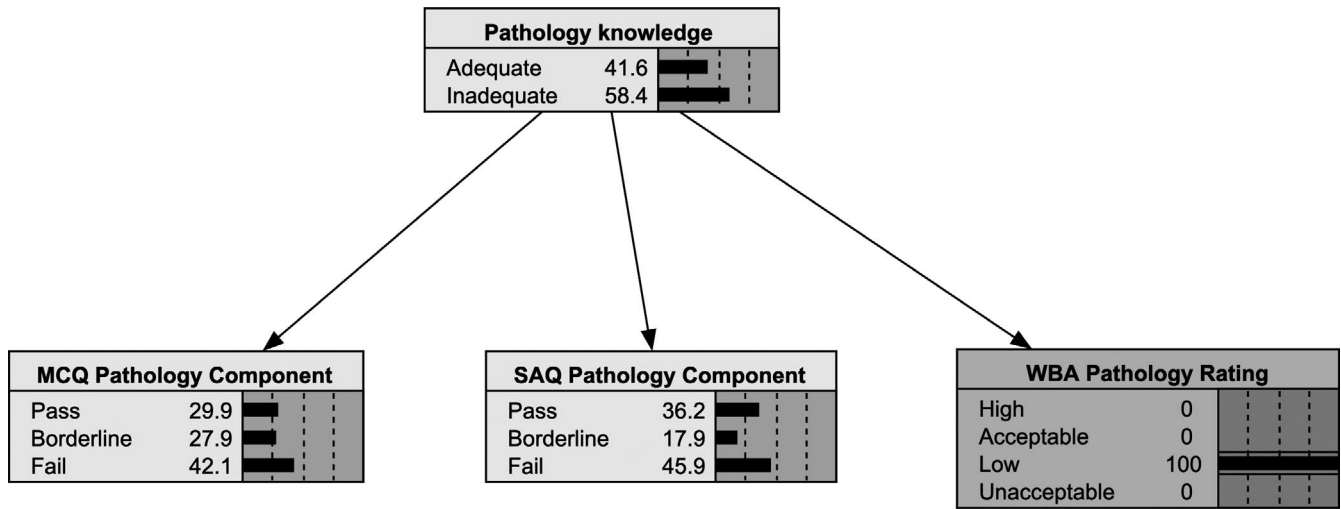 Pathology knowledge
Adequate 41.6
Inadequate 58.4
MCQ Pathology Component
Pass 29.9
Borderline 27.9
Fail 42.1
SAQ Pathology Component
Pass 36.2
Borderline 17.9
Fail 45.9
WBA Pathology Rating
High 0
Acceptable 0
Low 100
Unacceptable 0